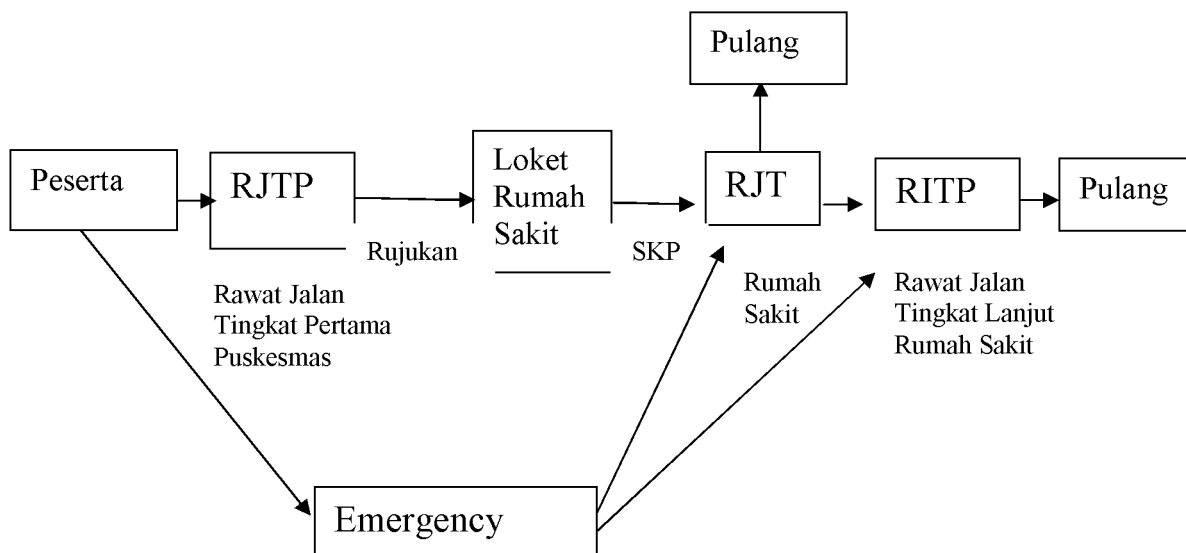 Pulang
Peserta
RJTP
Loket
Rumah
Sakit
RJT
RITP
Pulang
Rujukan
SKP
Rawat Jalan
Tingkat Pertama
Puskesmas
Rumah
Sakit
Rawat Jalan
Tingkat Lanjut
Rumah Sakit
Emergency